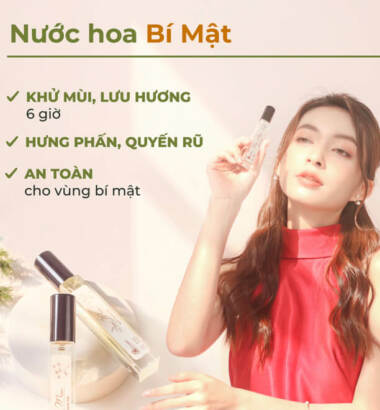 Nước hoa Bí Mật
KHỬ MÙI, LƯU HƯƠNG
6 giờ
HƯNG PHẤN, QUYẾN RŨ
AN TOÀN
cho vùng bí mật